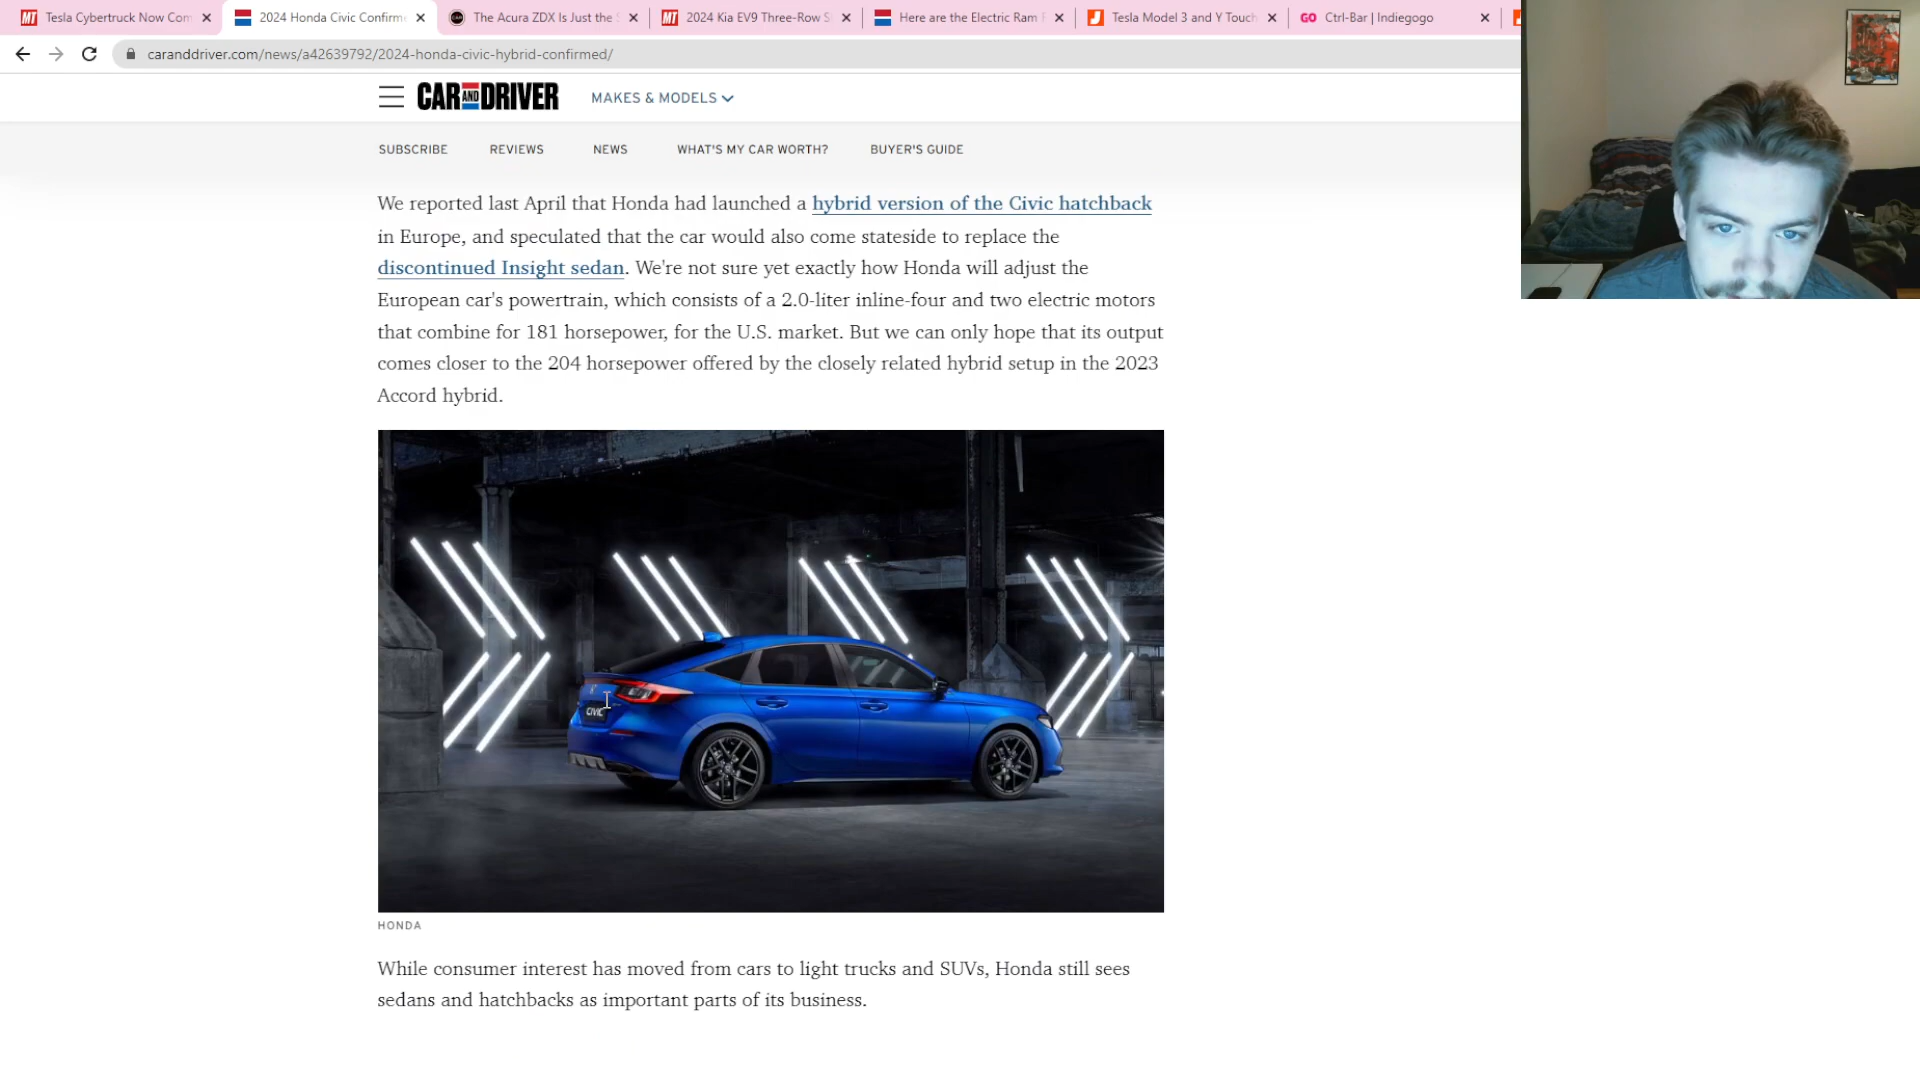 Tesla Cybertruck Now Com
2024 Honda Civic Confirm
The Acura ZDX Is Just the S
2024 Kia EV9 Three-Row S
Here are the Electric Ram
Tesla Model 3 and Y Touch
GO Ctrl-Bar | Indiegogo
caranddriver.com/news/a42639792/2024-honda-civic-hybrid-confirmed/
CAR AND DRIVER
MAKES & MODELS
SUBSCRIBE
REVIEWS
NEWS
WHAT'S MY CAR WORTH?
BUYER'S GUIDE
We reported last April that Honda had launched a hybrid version of the Civic hatchback
in Europe, and speculated that the car would also come stateside to replace the
discontinued Insight sedan. We're not sure yet exactly how Honda will adjust the
European car's powertrain, which consists of a 2.0-liter inline-four and two electric motors
that combine for 181 horsepower, for the U.S. market. But we can only hope that its output
comes closer to the 204 horsepower offered by the closely related hybrid setup in the 2023
Accord hybrid.
CIVIC
HONDA
While consumer interest has moved from cars to light trucks and SUVs, Honda still sees
sedans and hatchbacks as important parts of its business.